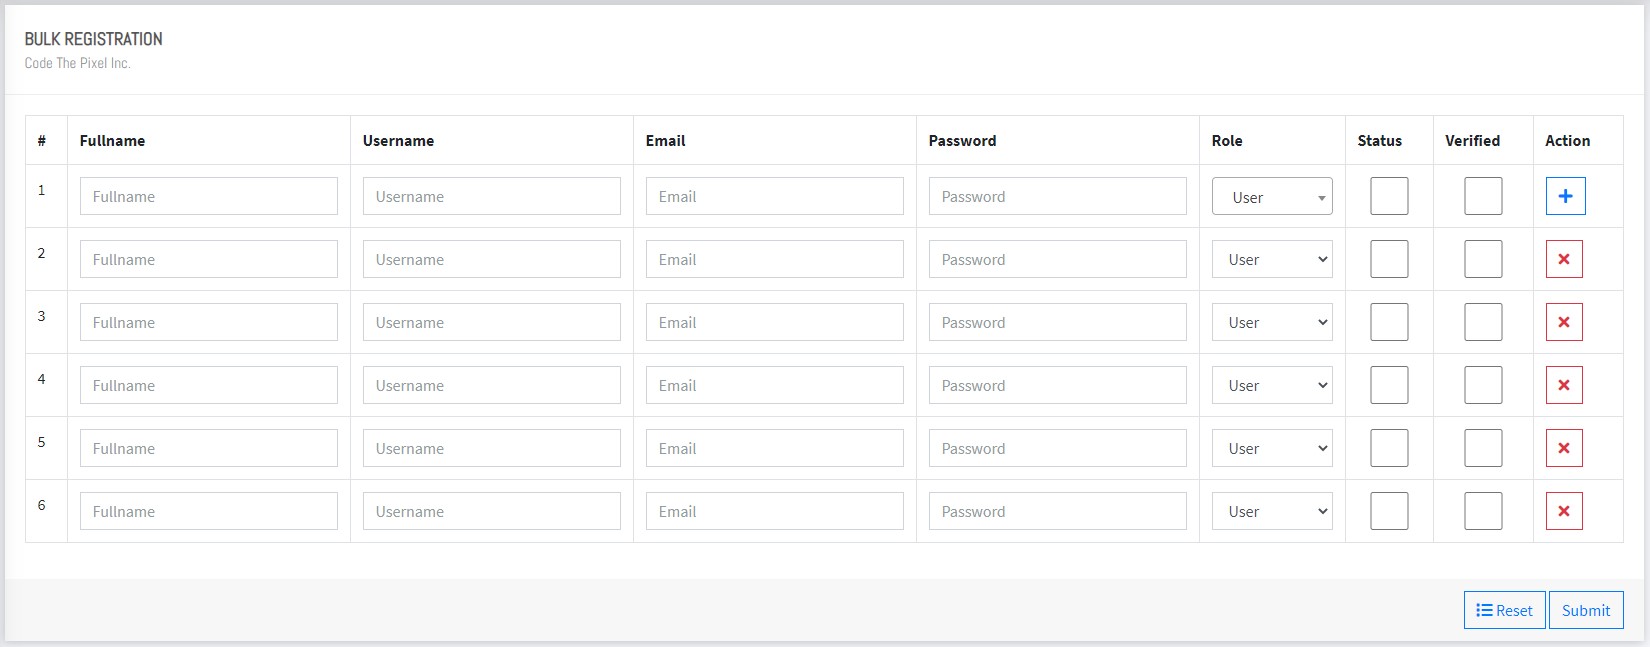 BULK REGISTRATION
Code The Pixel Inc.
# Fullname Username Email Password Role Status Verified Action
1 Fullname Username Email Password User
2 Fullname Username Email Password User
3 Fullname Username Email Password User
4 Fullname Username Email Password User
5 Fullname Username Email Password User
6 Fullname Username Email Password User
Reset Submit